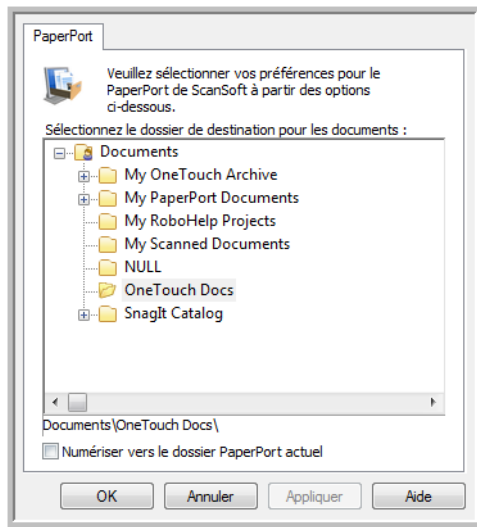 PaperPort
Veuillez sélectionner vos préférences pour le
PaperPort de ScanSoft à partir des options
ci-dessous.
Sélectionnez le dossier de destination pour les documents :
Documents
My OneTouch Archive
My PaperPort Documents
My RoboHelp Projects
My Scanned Documents
NULL
OneTouch Docs
SnagIt Catalog
Documents\OneTouch Docs\
Numériser vers le dossier PaperPort actuel
OK Annuler Appliquer Aide